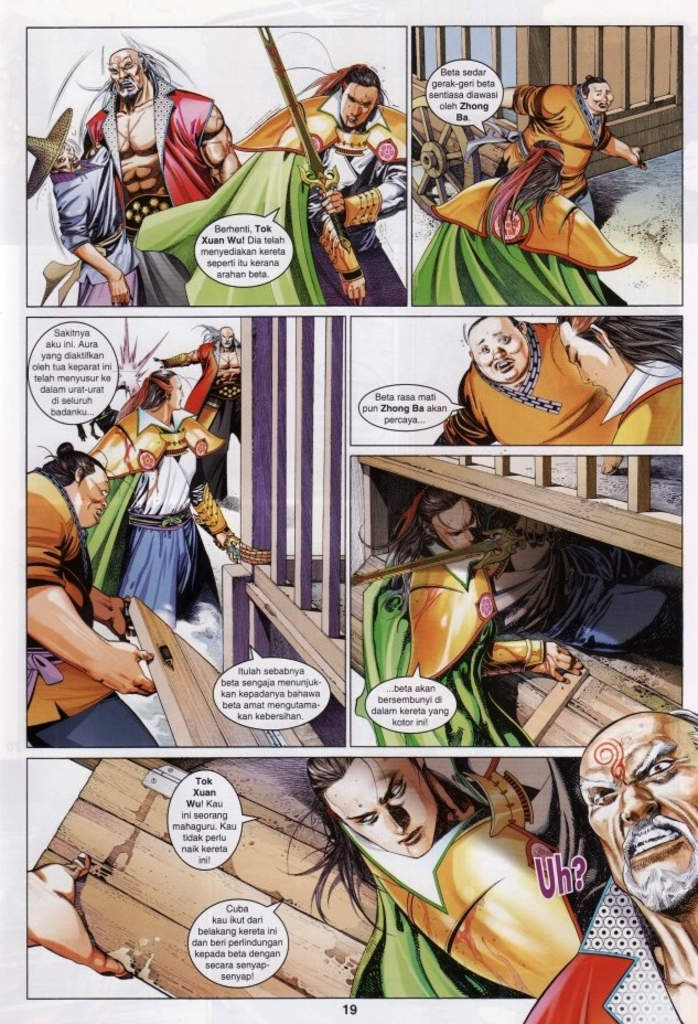 Berhenti, Tok
Xuan Wu! Dia telah
menyediakan kereta
seperti itu kerana
arahan beta.
Beta sedar
gerak-geri beta
sentiasa diawasi
oleh Zhong
Ba.
Sakitnya
aku ini. Aura
yang diaktifkan
oleh tua keparat ini
telah menyusur ke
dalam urat-urat
di seluruh
badanku...
Itulah sebabnya
beta sengaja menunjuk-
kan kepadanya bahawa
beta amat mengutama-
kan kebersihan.
Beta rasa mati
pun Zhong Ba akan
percaya...
...beta akan
bersembunyi di
dalam kereta yang
kotor ini!
Tok
Xuan
Wu! Kau
ini seorang
mahaguru. Kau
tidak perlu
naik kereta
ini!
Cuba
kau ikut dari
belakang kereta ini
dan beri perlindungan
kepada beta dengan
secara senyap-
senyap!
Uh?
19